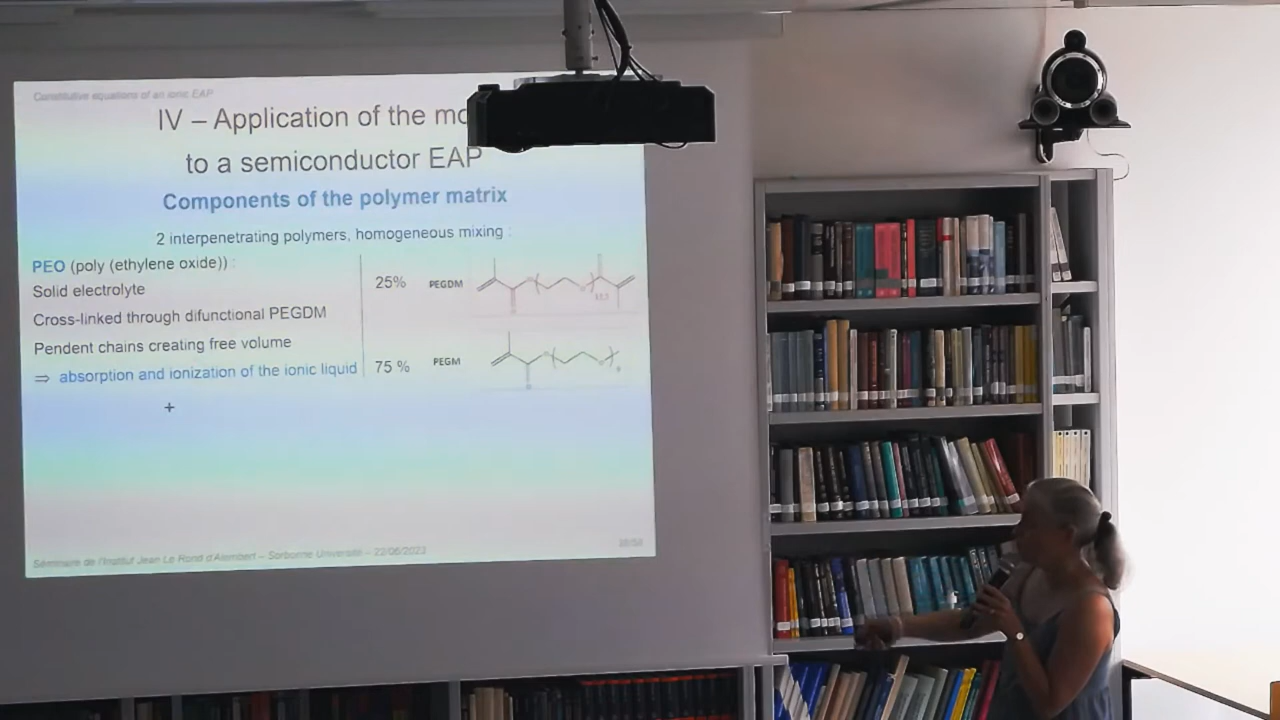 Constitutive equations of an ionic EAP
IV – Application of the
to a semiconductor EAP
Components of the polymer matrix
2 interpenetrating polymers, homogeneous mixing :
PEO (poly (ethylene oxide)) :
Solid electrolyte
Cross-linked through difunctional PEGDM
Pendent chains creating free volume
⇒ absorption and ionization of the ionic liquid
+
25% PEGDM
75 % PEGM
Séminaire de l'Institut Jean Le Rond d'Alembert – Sorbonne Université – 22/06/2023